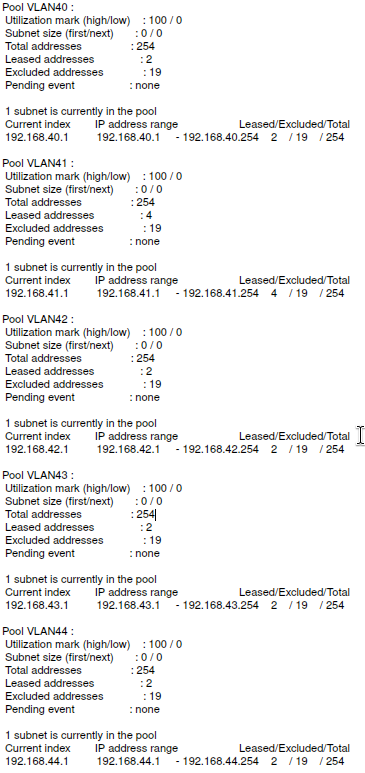 Pool VLAN40 :
Utilization mark (high/low) : 100 / 0
Subnet size (first/next) : 0 / 0
Total addresses : 254
Leased addresses : 2
Excluded addresses : 19
Pending event : none
1 subnet is currently in the pool
Current index IP address range Leased/Excluded/Total
192.168.40.1 192.168.40.1 - 192.168.40.254 2 / 19 / 254
Pool VLAN41 :
Utilization mark (high/low) : 100 / 0
Subnet size (first/next) : 0 / 0
Total addresses : 254
Leased addresses : 4
Excluded addresses : 19
Pending event : none
1 subnet is currently in the pool
Current index IP address range Leased/Excluded/Total
192.168.41.1 192.168.41.1 - 192.168.41.254 4 / 19 / 254
Pool VLAN42 :
Utilization mark (high/low) : 100 / 0
Subnet size (first/next) : 0 / 0
Total addresses : 254
Leased addresses : 2
Excluded addresses : 19
Pending event : none
1 subnet is currently in the pool
Current index IP address range Leased/Excluded/Total
192.168.42.1 192.168.42.1 - 192.168.42.254 2 / 19 / 254
Pool VLAN43 :
Utilization mark (high/low) : 100 / 0
Subnet size (first/next) : 0 / 0
Total addresses : 254
Leased addresses : 2
Excluded addresses : 19
Pending event : none
1 subnet is currently in the pool
Current index IP address range Leased/Excluded/Total
192.168.43.1 192.168.43.1 - 192.168.43.254 2 / 19 / 254
Pool VLAN44 :
Utilization mark (high/low) : 100 / 0
Subnet size (first/next) : 0 / 0
Total addresses : 254
Leased addresses : 2
Excluded addresses : 19
Pending event : none
1 subnet is currently in the pool
Current index IP address range Leased/Excluded/Total
192.168.44.1 192.168.44.1 - 192.168.44.254 2 / 19 / 254